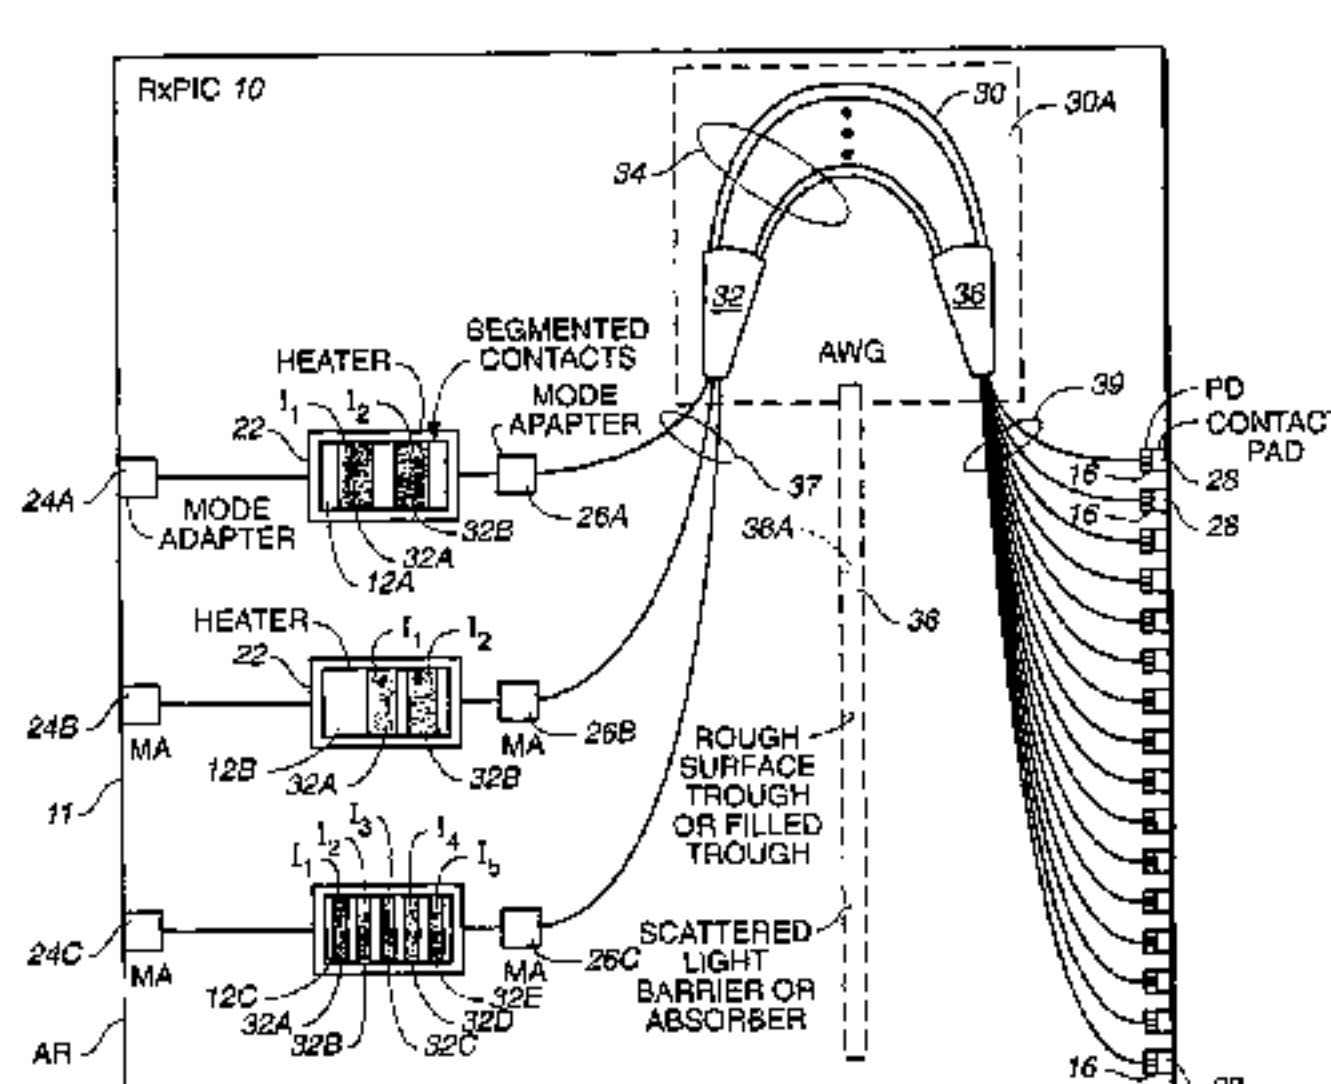 RxPIC 10
30
30A
34
32
36
SEGMENTED
CONTACTS
HEATER
AWG
MODE
APAPTER
39
PD
CONTACT
PAD
I1
I2
22
24A
MODE
ADAPTER
26A
37
16
28
16
28
32B
32A
12A
38A
38
HEATER
I1
I2
22
24B
MA
MA
26B
12B
32A
32B
ROUGH
SURFACE
TROUGH
OR FILLED
TROUGH
11
I3
I2
I4
I1
I5
24C
MA
MA
26C
SCATTERED
LIGHT
BARRIER OR
ABSORBER
12C
32E
32A
32D
32B
32C
AR
16